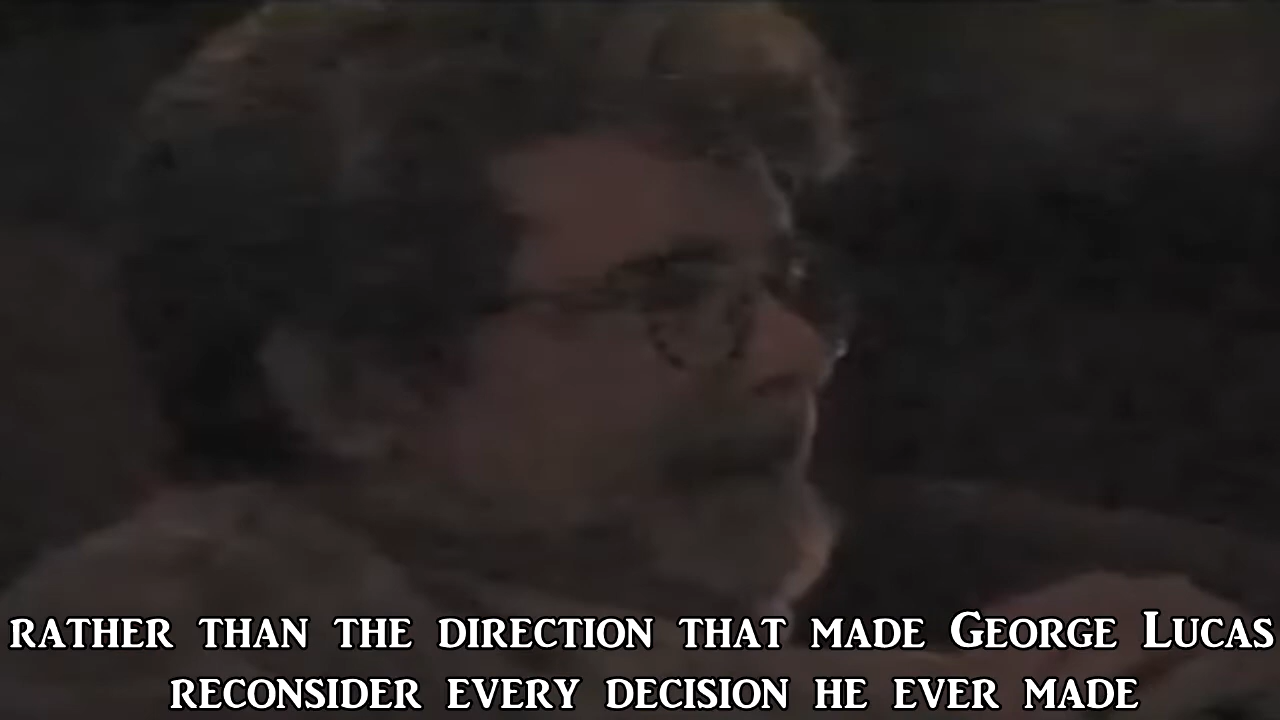 rather than the direction that made George Lucas
reconsider every decision he ever made